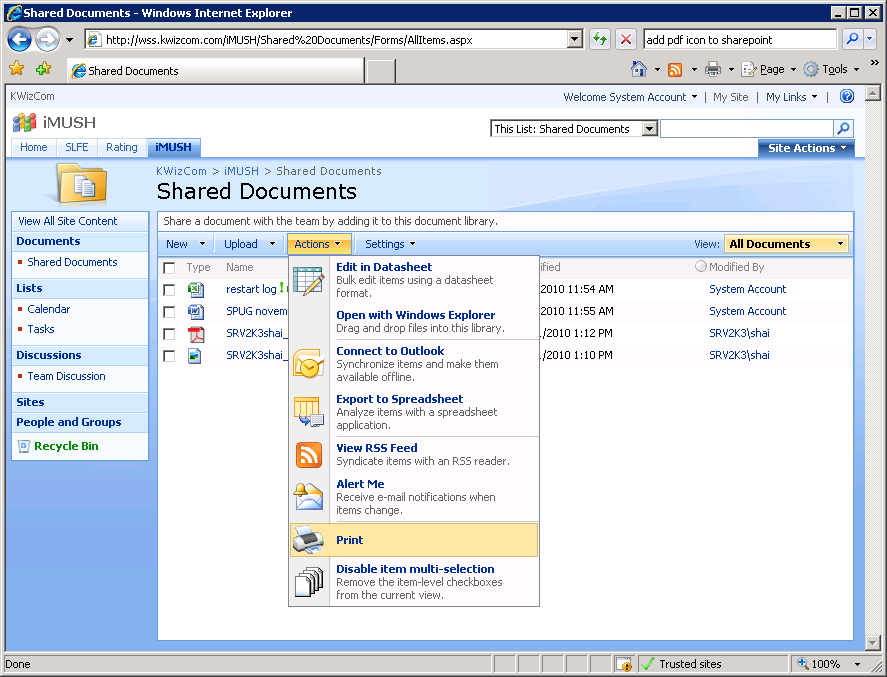 Shared Documents - Windows Internet Explorer
http://wss.kwizcom.com/iMUSH/Shared%20Documents/Forms/AllItems.aspx
add pdf icon to sharepoint
Shared Documents
Page Tools »
KWizCom
Welcome System Account | My Site | My Links |
iMUSH
This List: Shared Documents
Home SLFE Rating iMUSH
Site Actions
KWizCom > iMUSH > Shared Documents
Shared Documents
View All Site Content
Share a document with the team by adding it to this document library.
Documents
New Upload Actions Settings
View: All Documents
Shared Documents
Lists
Calendar
Tasks
Discussions
Team Discussion
Sites
People and Groups
Recycle Bin
Type Name
Modified By
restart log
2010 11:54 AM System Account
SPUG novem
2010 11:55 AM System Account
SRV2K3shai_
/2010 1:12 PM SRV2K3\shai
SRV2K3shai_
/2010 1:10 PM SRV2K3\shai
Edit in Datasheet
Bulk edit items using a datasheet
format.
Open with Windows Explorer
Drag and drop files into this library.
Connect to Outlook
Synchronize items and make them
available offline.
Export to Spreadsheet
Analyze items with a spreadsheet
application.
View RSS Feed
Syndicate items with an RSS reader.
Alert Me
Receive e-mail notifications when
items change.
Print
Disable item multi-selection
Remove the item-level checkboxes
from the current view.
Done
Trusted sites
100%